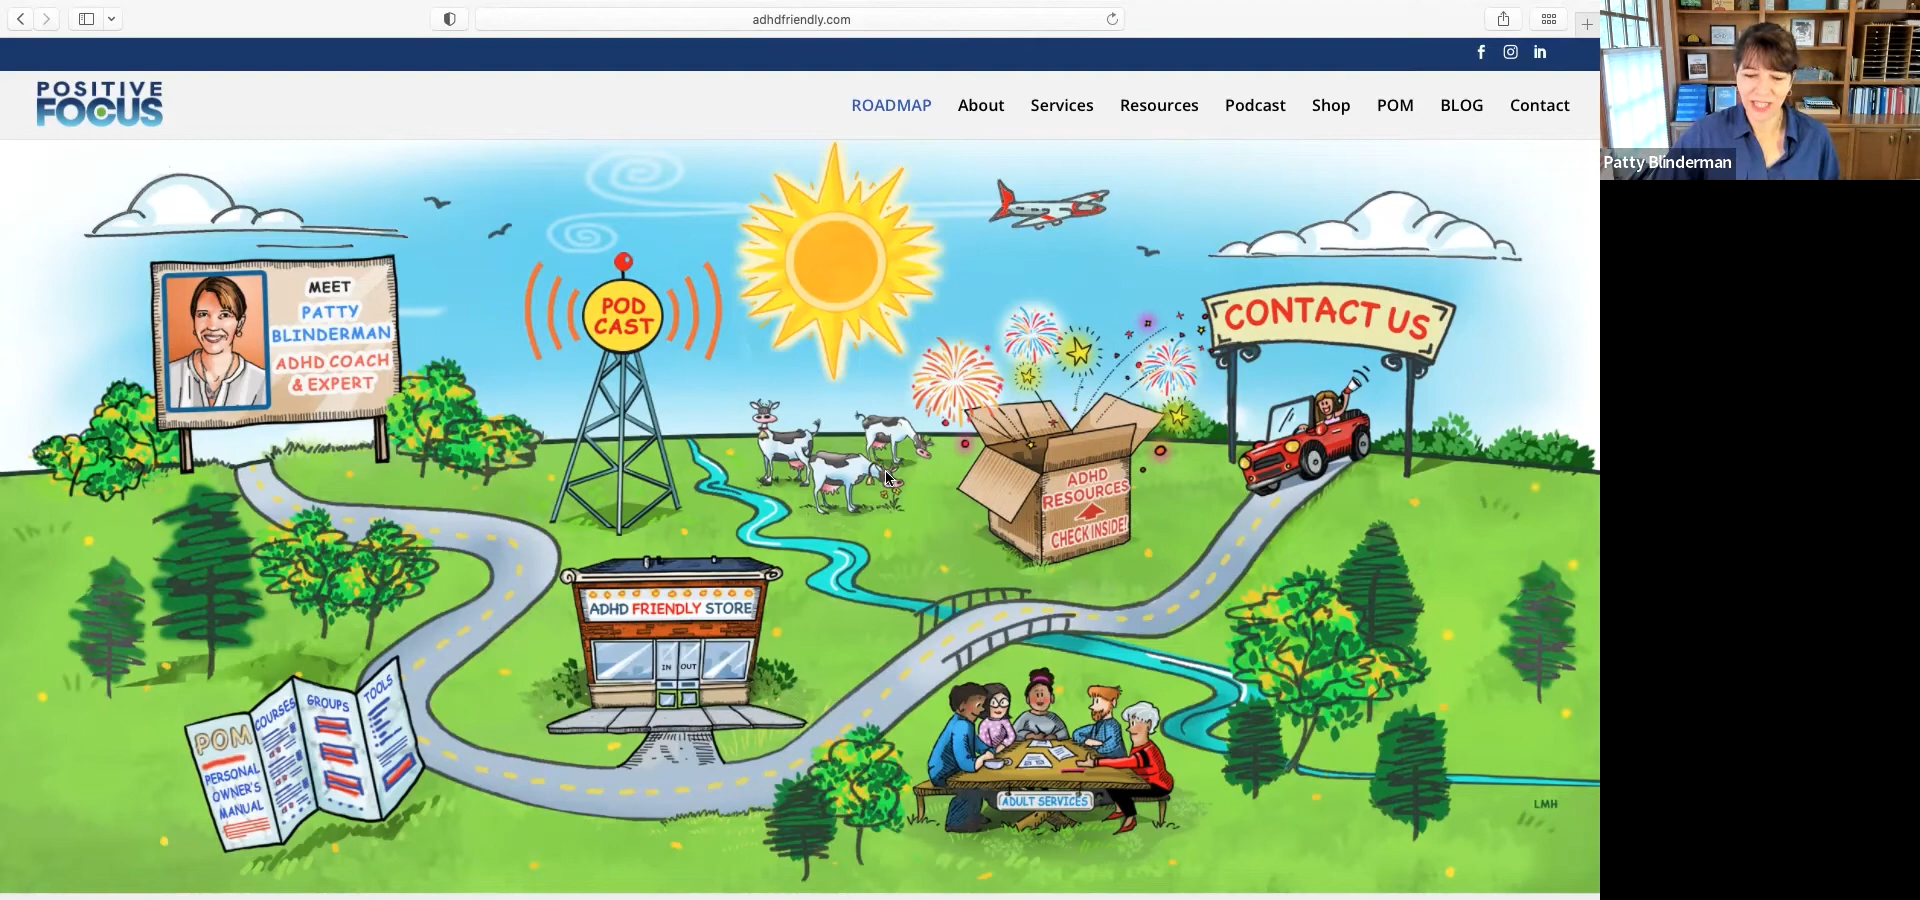 adhdfriendly.com
POSITIVE
FOCUS
ROADMAP About Services Resources Podcast Shop POM BLOG Contact
Patty Blinderman
MEET
PATTY
BLINDERMAN
ADHD COACH
& EXPERT
POD
CAST
CONTACT US
ADHD
RESOURCES
CHECK INSIDE!
ADHD FRIENDLY STORE
IN OUT
POM
PERSONAL
OWNER'S
MANUAL
COURSES
GROUPS
TOOLS
ADULT SERVICES
LMH